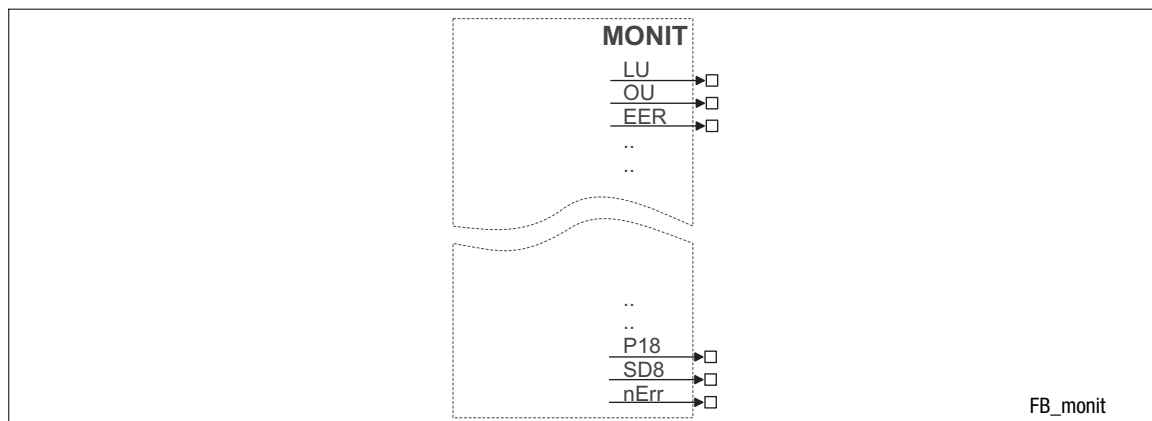 MONIT
LU
OU
EER
..
..
..
..
P18
SD8
nErr
FB_monit